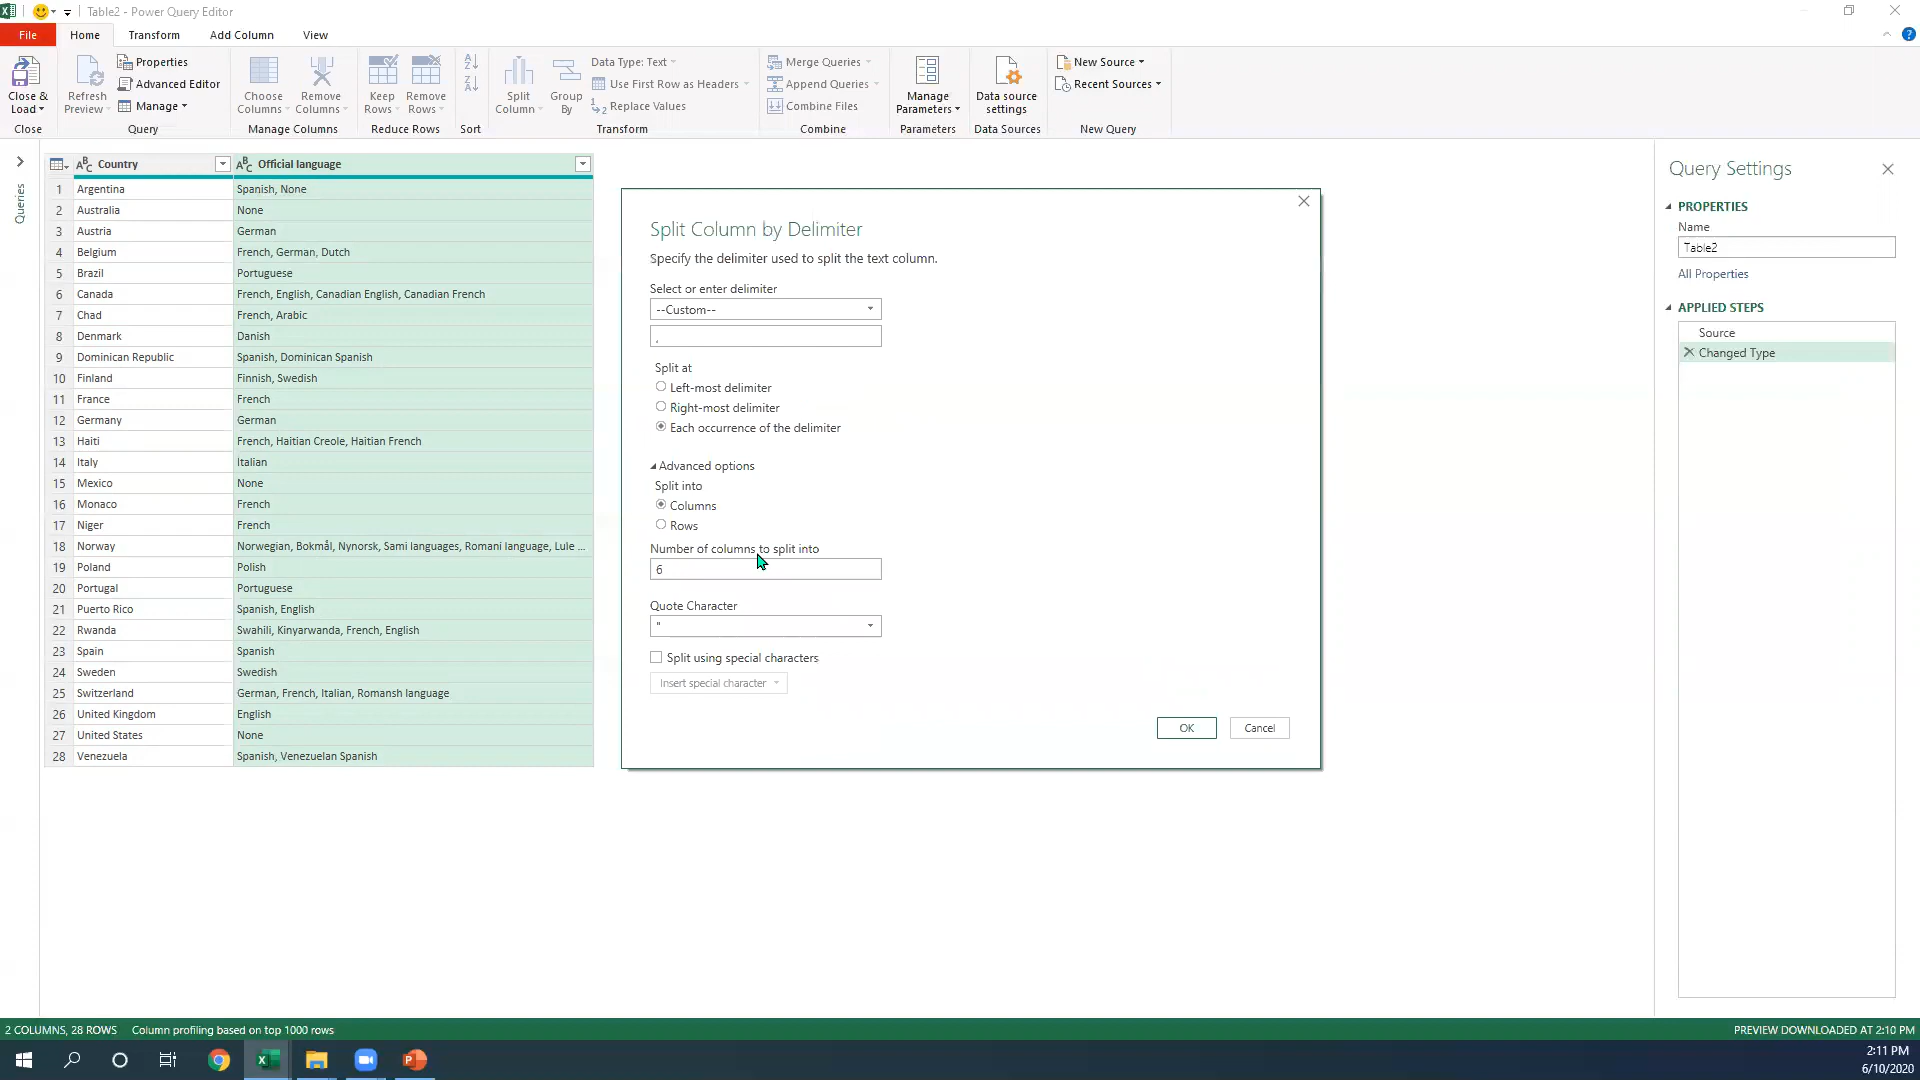 Table2 - Power Query Editor
File Home Transform Add Column View
Close & Load
Close
Refresh Preview
Properties
Advanced Editor
Manage
Query
Choose Columns
Remove Columns
Manage Columns
Keep Rows
Remove Rows
Reduce Rows
Sort
Split Column
Group By
Data Type: Text
Use First Row as Headers
Replace Values
Transform
Merge Queries
Append Queries
Combine Files
Combine
Manage Parameters
Parameters
Data source settings
Data Sources
New Source
Recent Sources
New Query
Queries
Country Official language
1 Argentina Spanish, None
2 Australia None
3 Austria German
4 Belgium French, German, Dutch
5 Brazil Portuguese
6 Canada French, English, Canadian English, Canadian French
7 Chad French, Arabic
8 Denmark Danish
9 Dominican Republic Spanish, Dominican Spanish
10 Finland Finnish, Swedish
11 France French
12 Germany German
13 Haiti French, Haitian Creole, Haitian French
14 Italy Italian
15 Mexico None
16 Monaco French
17 Niger French
18 Norway Norwegian, Bokmål, Nynorsk, Sami languages, Romani language, Lule ...
19 Poland Polish
20 Portugal Portuguese
21 Puerto Rico Spanish, English
22 Rwanda Swahili, Kinyarwanda, French, English
23 Spain Spanish
24 Sweden Swedish
25 Switzerland German, French, Italian, Romansh language
26 United Kingdom English
27 United States None
28 Venezuela Spanish, Venezuelan Spanish
Split Column by Delimiter
Specify the delimiter used to split the text column.
Select or enter delimiter
--Custom--
,
Split at
Left-most delimiter
Right-most delimiter
Each occurrence of the delimiter
Advanced options
Split into
Columns
Rows
Number of columns to split into
6
Quote Character
"
Split using special characters
Insert special character
OK Cancel
Query Settings
PROPERTIES
Name
Table2
All Properties
APPLIED STEPS
Source
Changed Type
2 COLUMNS, 28 ROWS Column profiling based on top 1000 rows
PREVIEW DOWNLOADED AT 2:10 PM
2:11 PM
6/10/2020